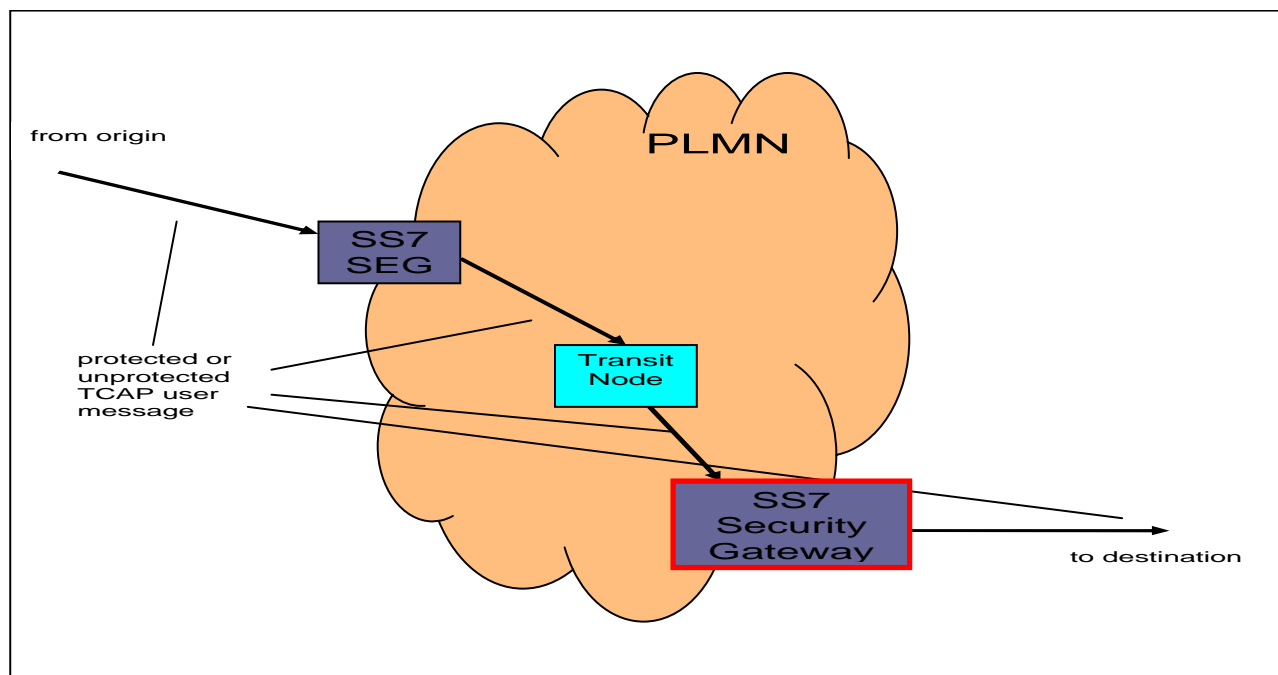 from origin
PLMN
SS7
SEG
protected or
unprotected
TCAP user
message
Transit
Node
SS7
Security
Gateway
to destination